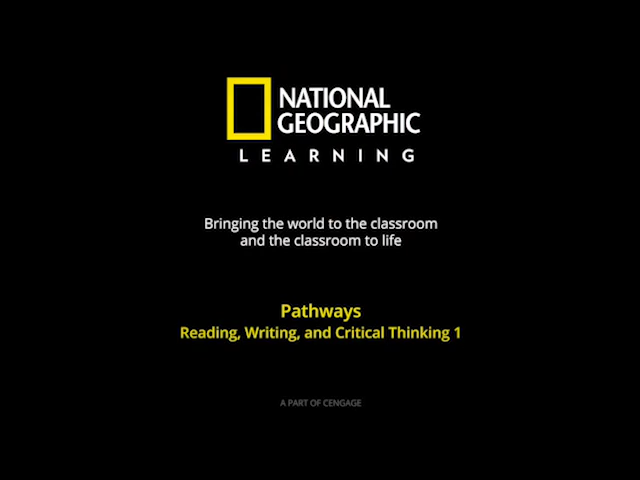 NATIONAL
GEOGRAPHIC
LEARNING
Bringing the world to the classroom
and the classroom to life
Pathways
Reading, Writing, and Critical Thinking 1
A PART OF CENGAGE